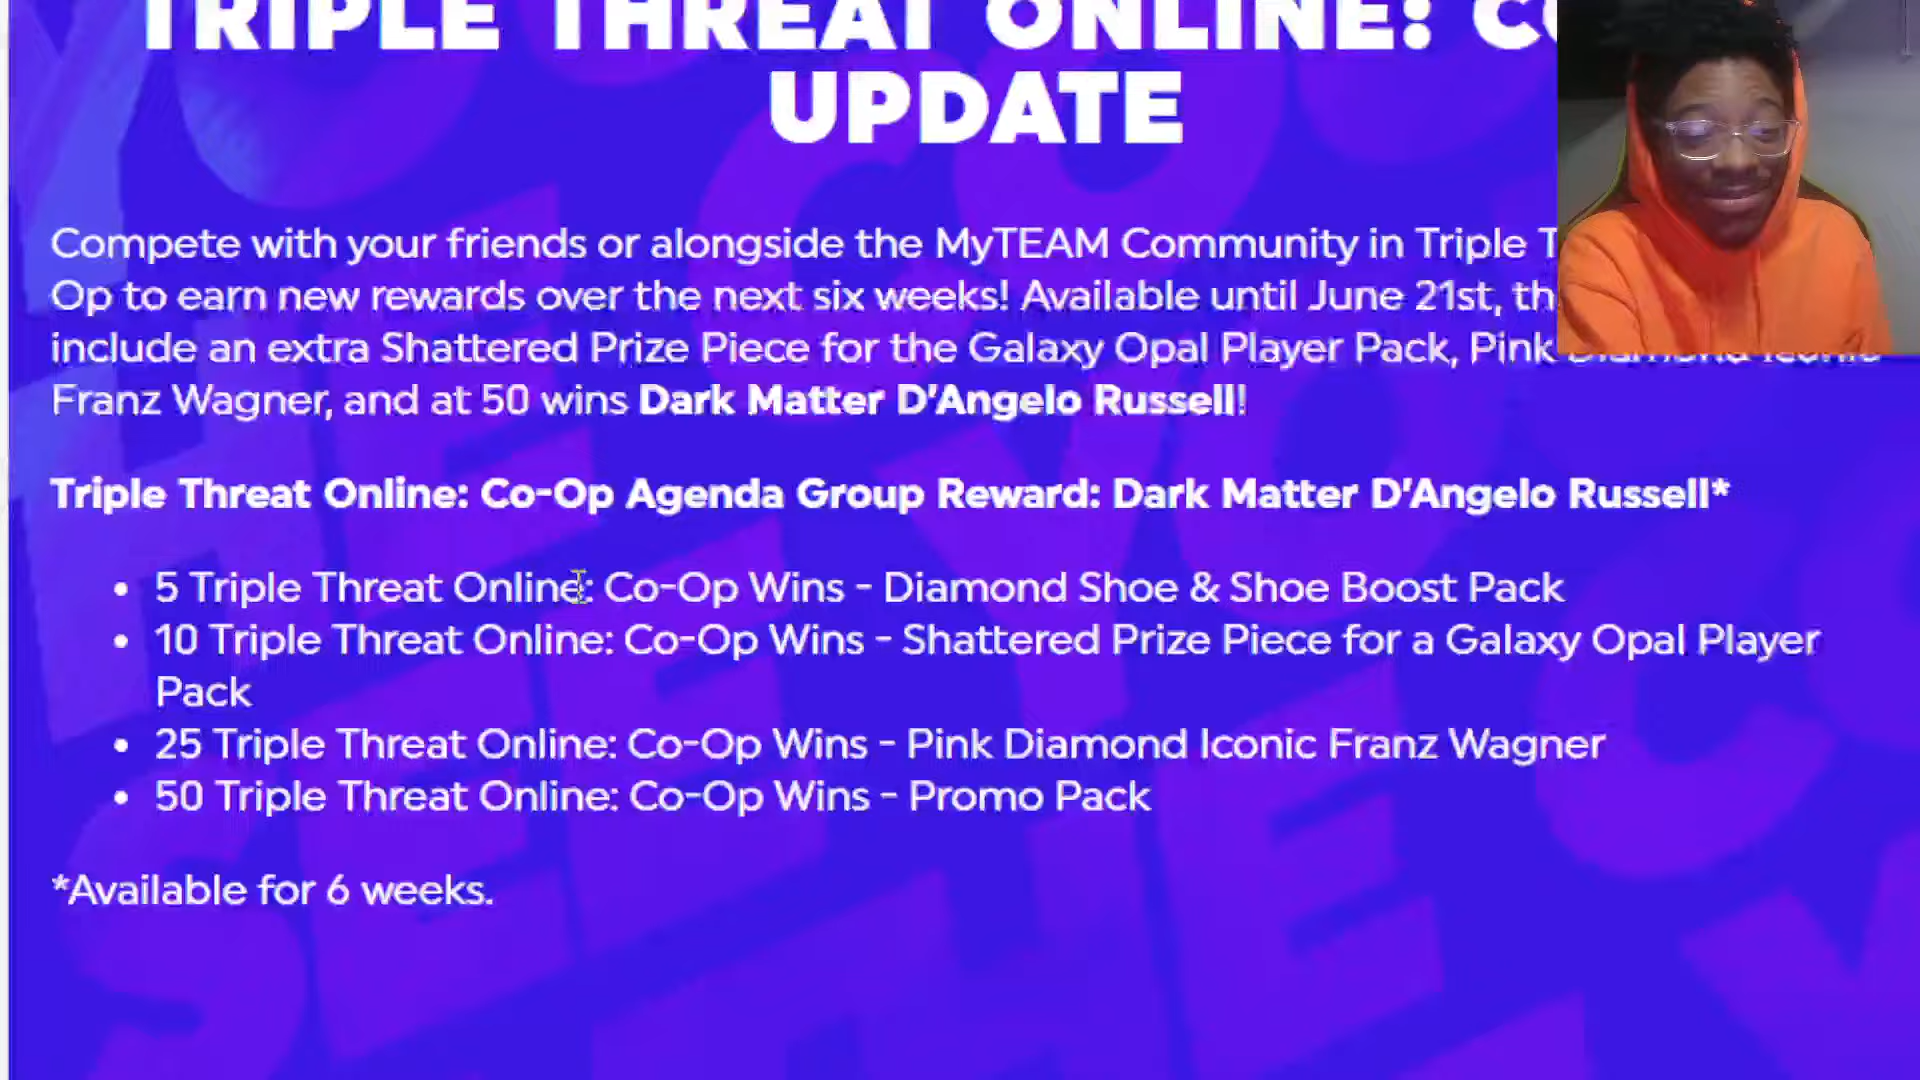 TRIPLE THREAT ONLINE:
UPDATE
Compete with your friends or alongside the MyTEAM Community in Triple
Op to earn new rewards over the next six weeks! Available until June 21st,
include an extra Shattered Prize Piece for the Galaxy Opal Player Pack, Pink Diamond Iconic
Franz Wagner, and at 50 wins Dark Matter D'Angelo Russell!
Triple Threat Online: Co-Op Agenda Group Reward: Dark Matter D'Angelo Russell*
• 5 Triple Threat Online: Co-Op Wins - Diamond Shoe & Shoe Boost Pack
• 10 Triple Threat Online: Co-Op Wins - Shattered Prize Piece for a Galaxy Opal Player
Pack
• 25 Triple Threat Online: Co-Op Wins - Pink Diamond Iconic Franz Wagner
• 50 Triple Threat Online: Co-Op Wins - Promo Pack
*Available for 6 weeks.